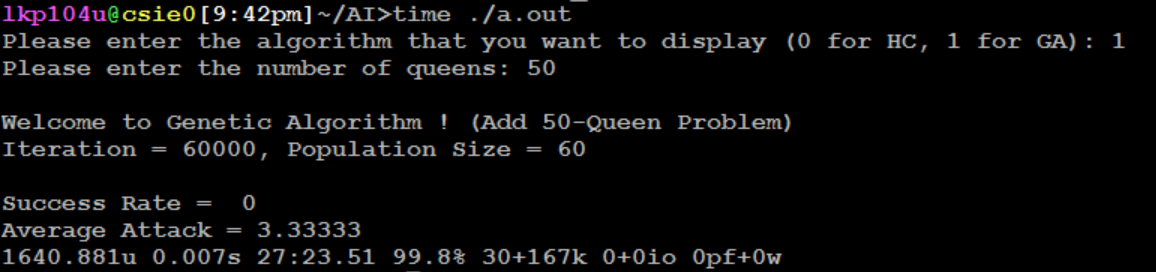 lkp104u@csie0[9:42pm]~/AI>time ./a.out
Please enter the algorithm that you want to display (0 for HC, 1 for GA): 1
Please enter the number of queens: 50
Welcome to Genetic Algorithm ! (Add 50-Queen Problem)
Iteration = 60000, Population Size = 60
Success Rate =  0
Average Attack = 3.33333
1640.881u 0.007s 27:23.51 99.8% 30+167k 0+0io 0pf+0w